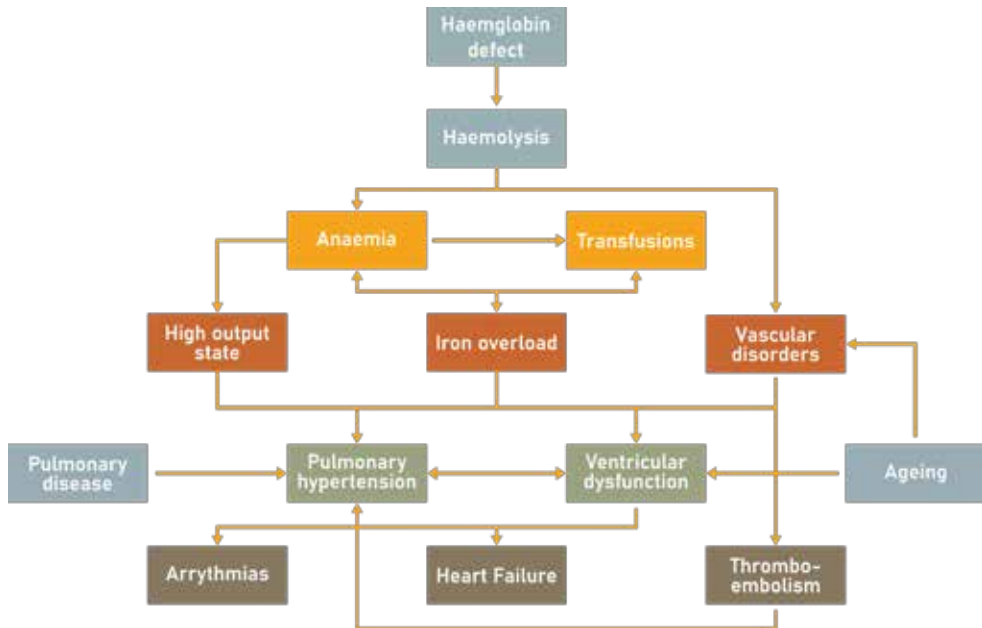 Haemglobin
defect
Haemolysis
Anaemia
Transfusions
High output
state
Iron overload
Vascular
disorders
Pulmonary
disease
Pulmonary
hypertension
Ventricular
dysfunction
Ageing
Arrythmias
Heart Failure
Thrombo-
embolism